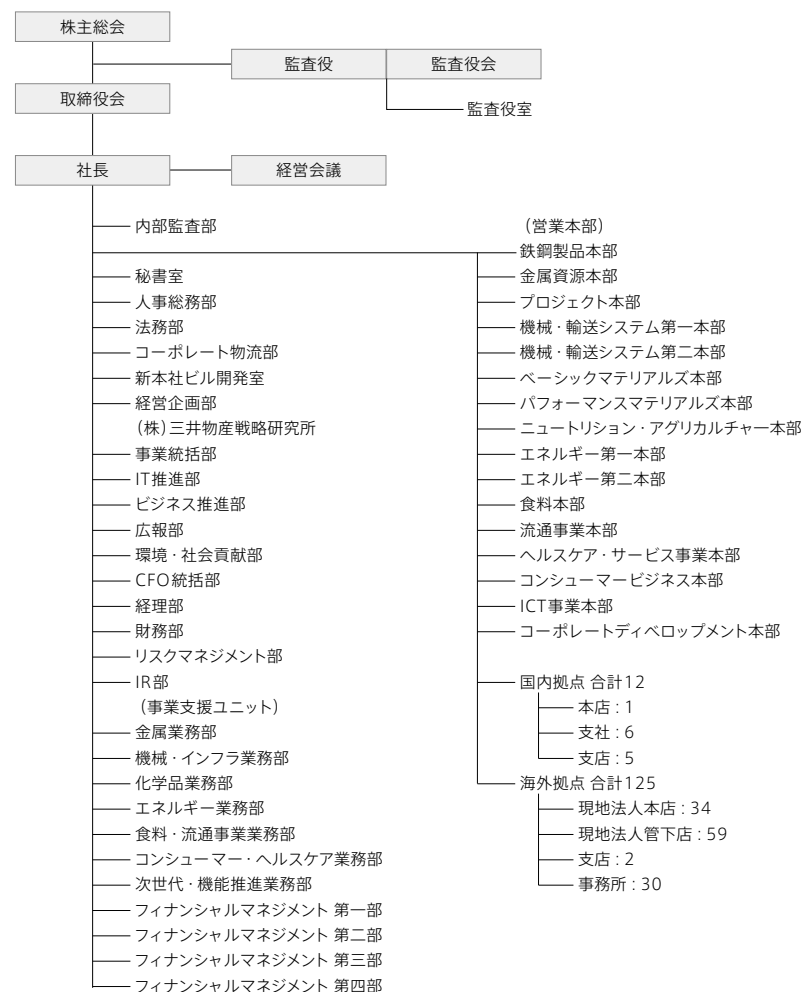 株主総会
監査役
監査役会
取締役会
監査役室
社長
経営会議
内部監査部
秘書室
人事総務部
法務部
コーポレート物流部
新本社ビル開発室
経営企画部
(株)三井物産戦略研究所
事業統括部
IT推進部
ビジネス推進部
広報部
環境・社会貢献部
CFO統括部
経理部
財務部
リスクマネジメント部
IR部
(事業支援ユニット)
金属業務部
機械・インフラ業務部
化学品業務部
エネルギー業務部
食料・流通事業業務部
コンシューマー・ヘルスケア業務部
次世代・機能推進業務部
フィナンシャルマネジメント 第一部
フィナンシャルマネジメント 第二部
フィナンシャルマネジメント 第三部
フィナンシャルマネジメント 第四部
(営業本部)
鉄鋼製品本部
金属資源本部
プロジェクト本部
機械・輸送システム第一本部
機械・輸送システム第二本部
ベーシックマテリアルズ本部
パフォーマンスマテリアルズ本部
ニュートリション・アグリカルチャー本部
エネルギー第一本部
エネルギー第二本部
食料本部
流通事業本部
ヘルスケア・サービス事業本部
コンシューマービジネス本部
ICT事業本部
コーポレートディベロップメント本部
国内拠点 合計12
本店:1
支社:6
支店:5
海外拠点 合計125
現地法人本店:34
現地法人管下店:59
支店:2
事務所:30